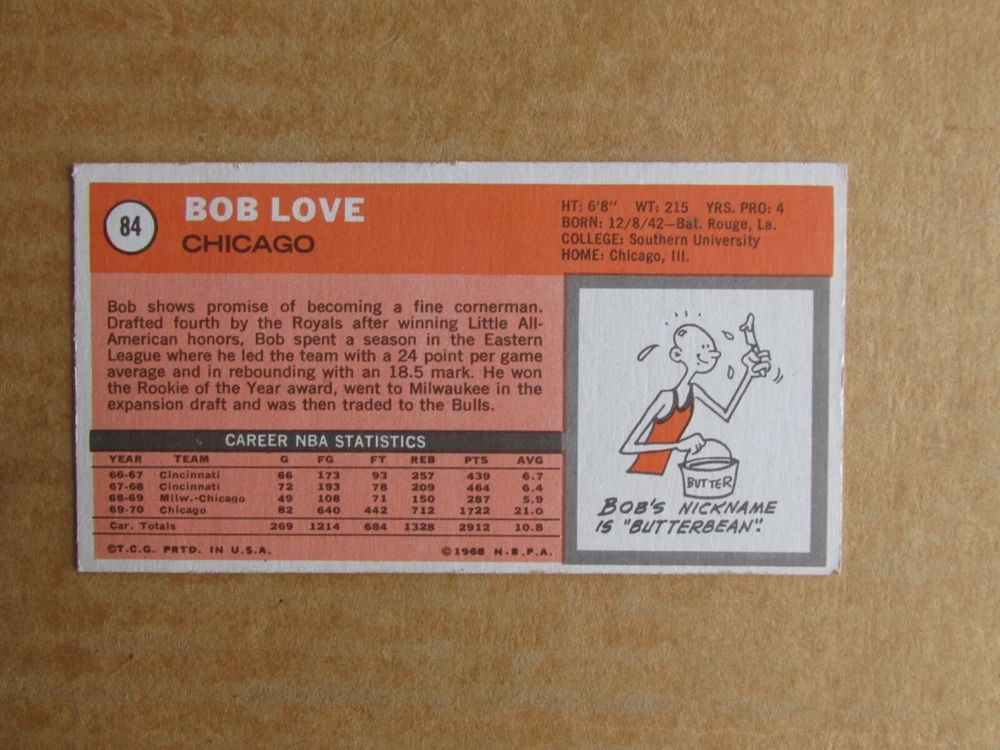 84
BOB LOVE
CHICAGO
HT: 6'8" WT: 215 YRS. PRO: 4
BORN: 12/8/42—Bat. Rouge, La.
COLLEGE: Southern University
HOME: Chicago, Ill.
Bob shows promise of becoming a fine cornerman.
Drafted fourth by the Royals after winning Little All-
American honors, Bob spent a season in the Eastern
League where he led the team with a 24 point per game
average and in rebounding with an 18.5 mark. He won
the Rookie of the Year award, went to Milwaukee in the
expansion draft and was then traded to the Bulls.
CAREER NBA STATISTICS
YEAR TEAM G FG FT REB PTS AVG
66-67 Cincinnati 66 173 93 257 439 6.7
67-68 Cincinnati 72 193 78 209 464 6.4
68-69 Milw.-Chicago 49 108 71 150 287 5.9
69-70 Chicago 82 640 442 712 1722 21.0
Car. Totals 269 1214 684 1328 2912 10.8
©T.C.G. PRTD. IN U.S.A. ©1968 N.B.P.A.
BUTTER
BOB'S NICKNAME
IS "BUTTERBEAN".